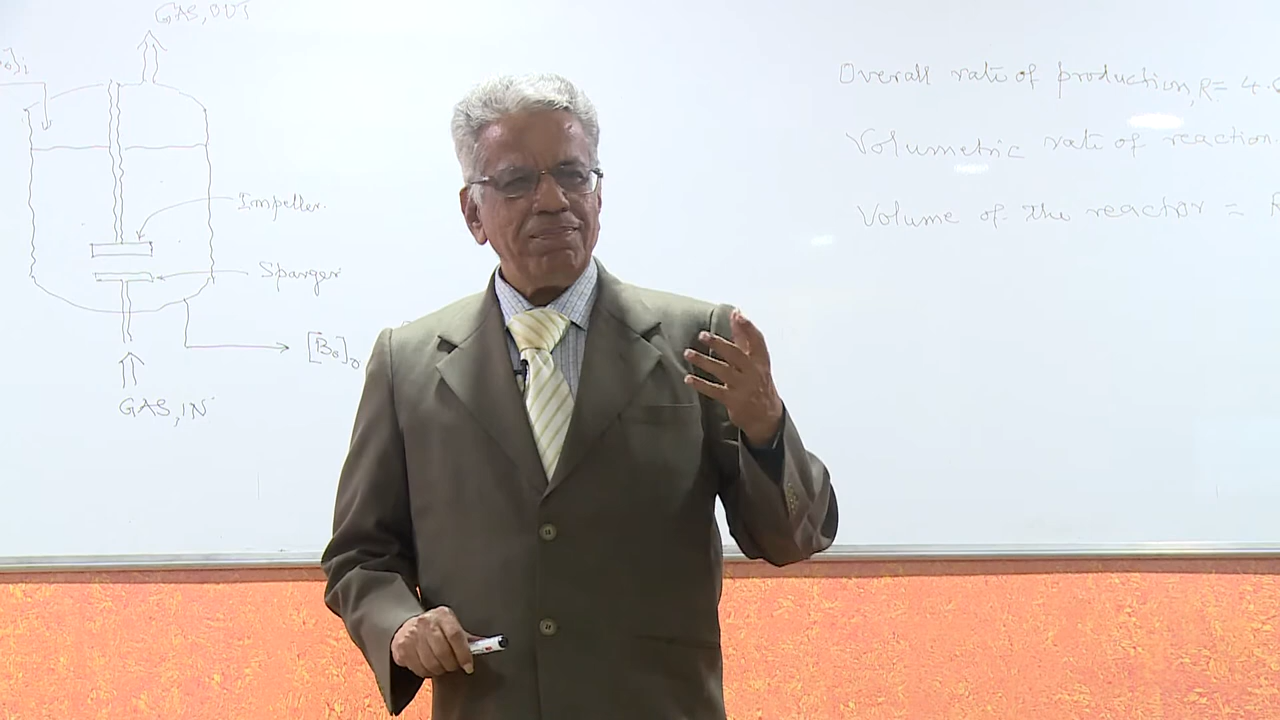 GAS, OUT
]i
Impeller.
Sparger
[B₀]₀
GAS, IN
Overall rate of production, R = 4.
Volumetric rate of reaction.
Volume of the reactor = R